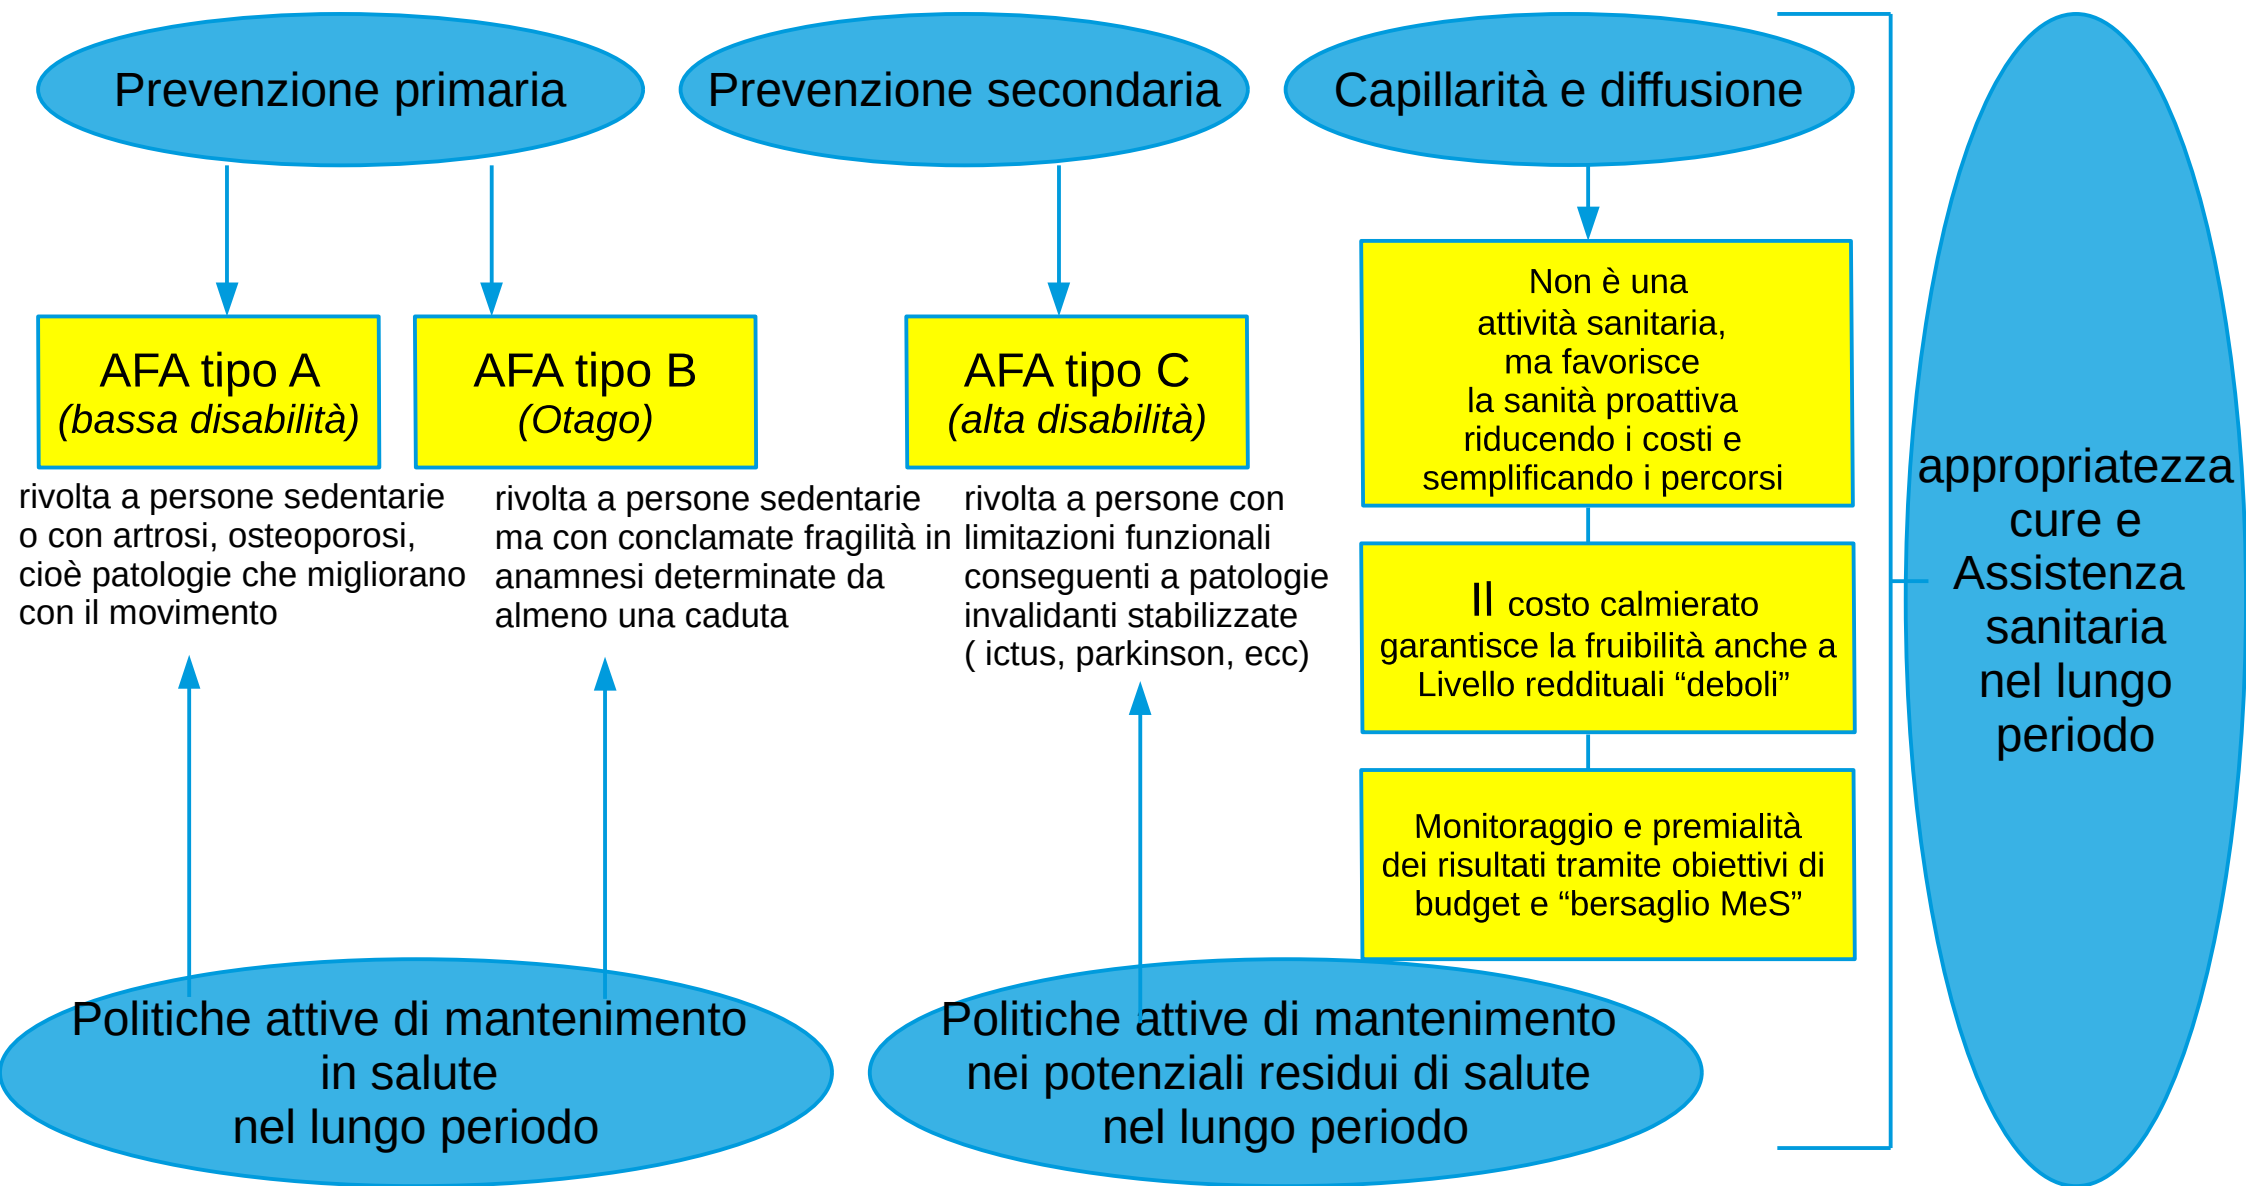 Prevenzione primaria
Prevenzione secondaria
Capillarità e diffusione
AFA tipo A
(bassa disabilità)
rivolta a persone sedentarie
o con artrosi, osteoporosi,
cioè patologie che migliorano
con il movimento
AFA tipo B
(Otago)
rivolta a persone sedentarie
ma con conclamate fragilità in
anamnesi determinate da
almeno una caduta
AFA tipo C
(alta disabilità)
rivolta a persone con
limitazioni funzionali
conseguenti a patologie
invalidanti stabilizzate
( ictus, parkinson, ecc)
Non è una
attività sanitaria,
ma favorisce
la sanità proattiva
riducendo i costi e
semplificando i percorsi
Il costo calmierato
garantisce la fruibilità anche a
Livello reddituali “deboli”
Monitoraggio e premialità
dei risultati tramite obiettivi di
budget e “bersaglio MeS”
Politiche attive di mantenimento
in salute
nel lungo periodo
Politiche attive di mantenimento
nei potenziali residui di salute
nel lungo periodo
appropriatezza
cure e
Assistenza
sanitaria
nel lungo
periodo